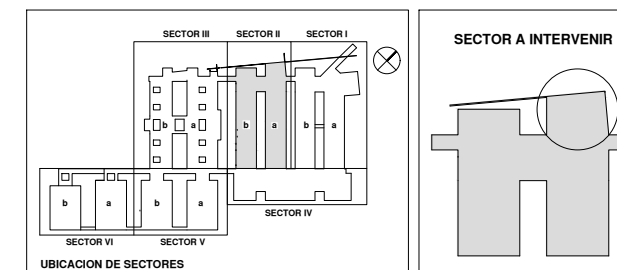 SECTOR III SECTOR II SECTOR I
SECTOR A INTERVENIR
b a b a b a
SECTOR IV
b a b a
SECTOR VI SECTOR V
UBICACION DE SECTORES